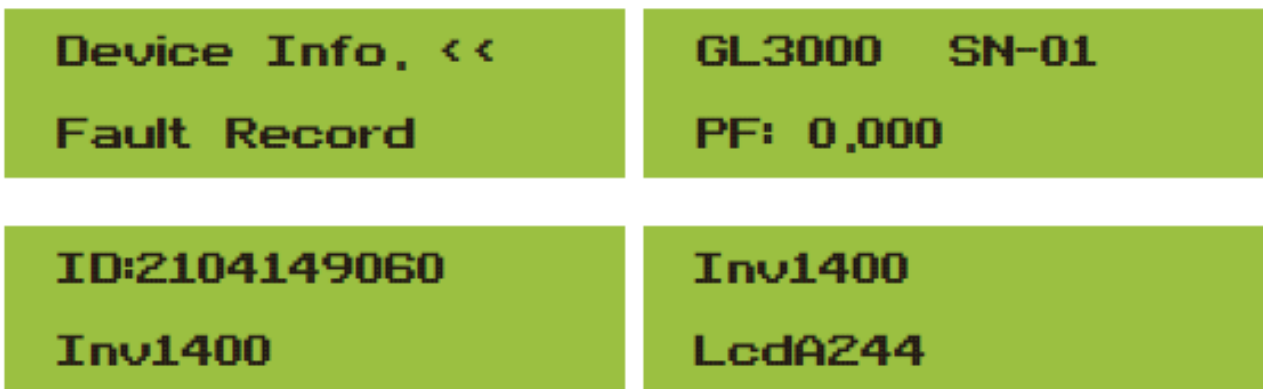 Device Info. <<
Fault Record
GL3000 SN-01
PF: 0.000
ID:2104149060
Inv1400
Inv1400
LcdA244